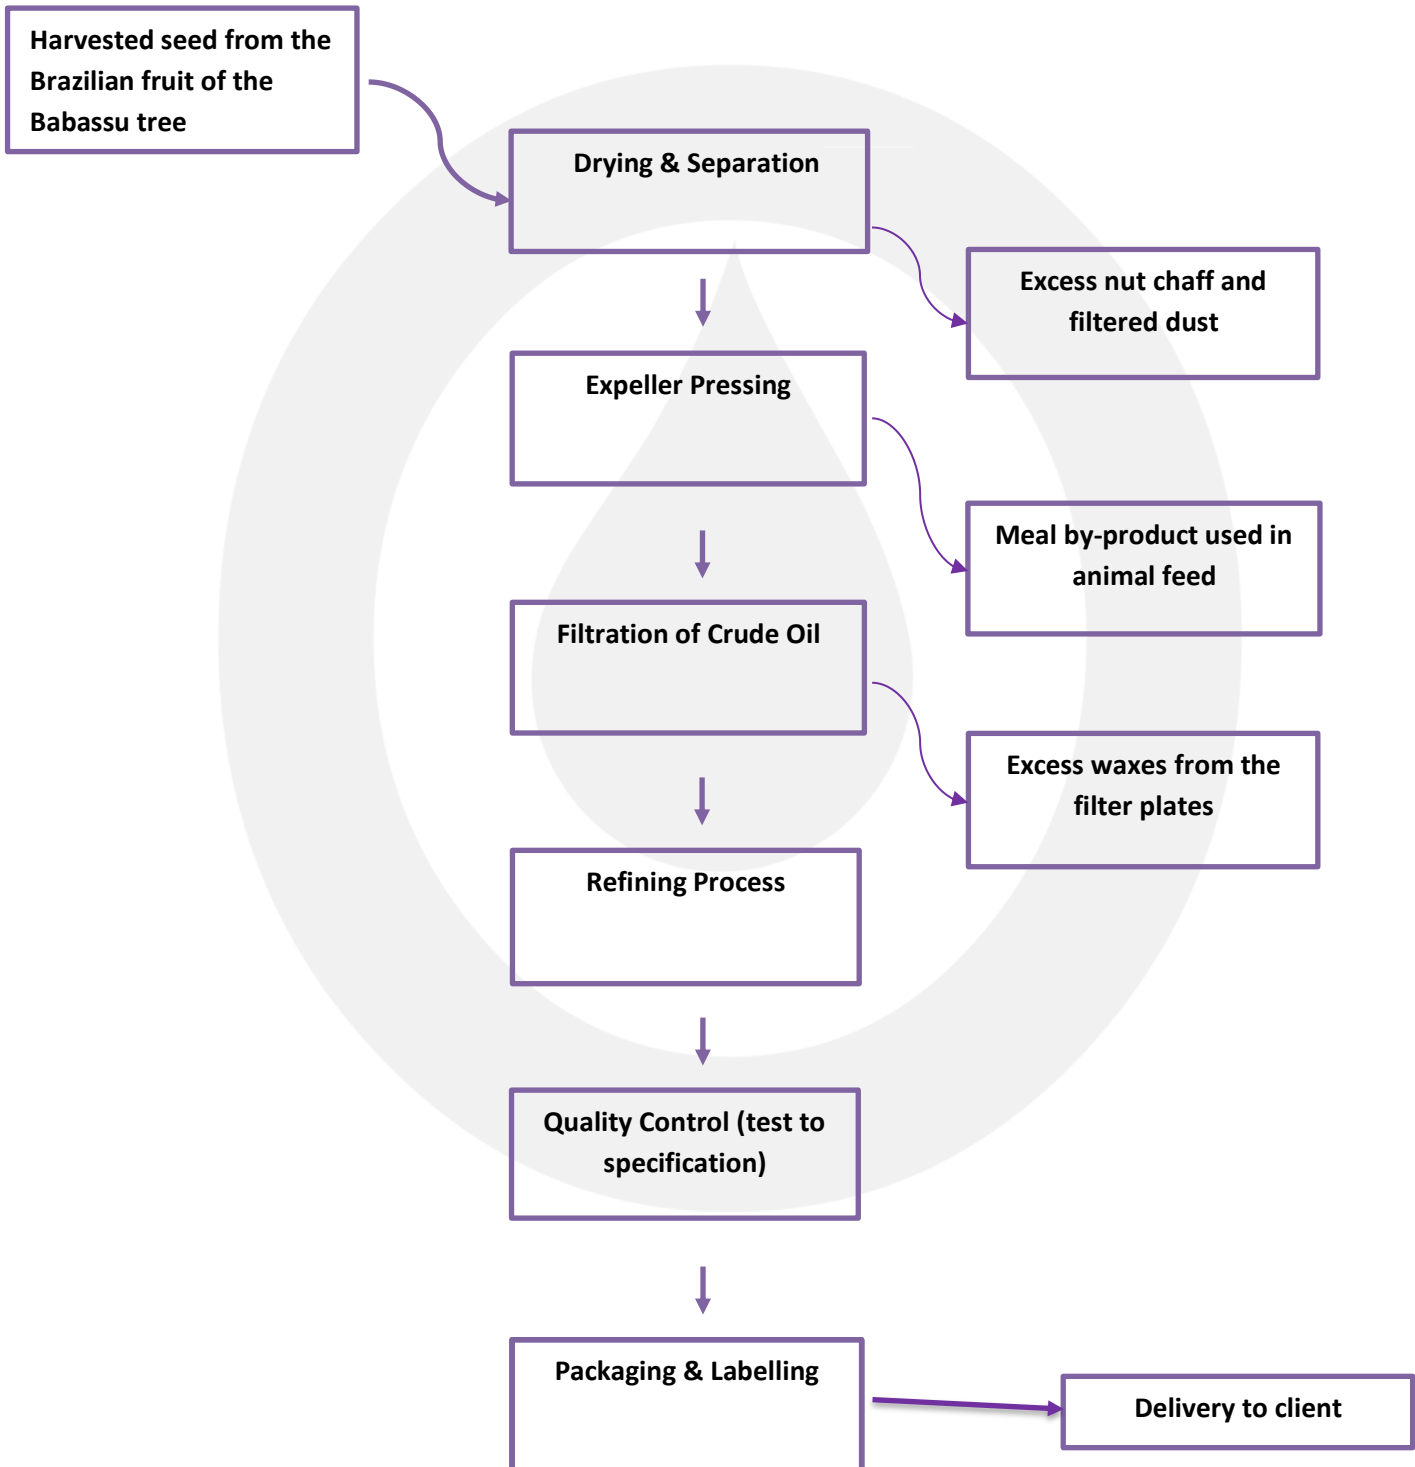 Harvested seed from the
Brazilian fruit of the
Babassu tree
Drying & Separation
Excess nut chaff and
filtered dust
Expeller Pressing
Meal by-product used in
animal feed
Filtration of Crude Oil
Excess waxes from the
filter plates
Refining Process
Quality Control (test to
specification)
Packaging & Labelling
Delivery to client